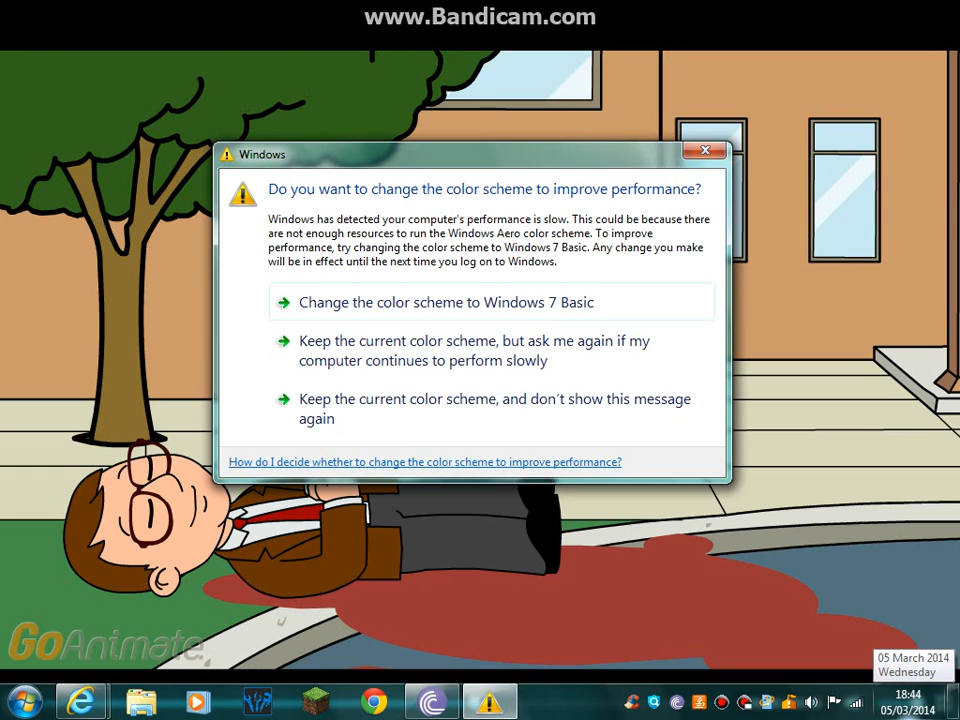 www.Bandicam.com
Windows
Do you want to change the color scheme to improve performance?
Windows has detected your computer's performance is slow. This could be because there
are not enough resources to run the Windows Aero color scheme. To improve
performance, try changing the color scheme to Windows 7 Basic. Any change you make
will be in effect until the next time you log on to Windows.
Change the color scheme to Windows 7 Basic
Keep the current color scheme, but ask me again if my
computer continues to perform slowly
Keep the current color scheme, and don't show this message
again
How do I decide whether to change the color scheme to improve performance?
GoAnimate
05 March 2014
Wednesday
18:44
05/03/2014